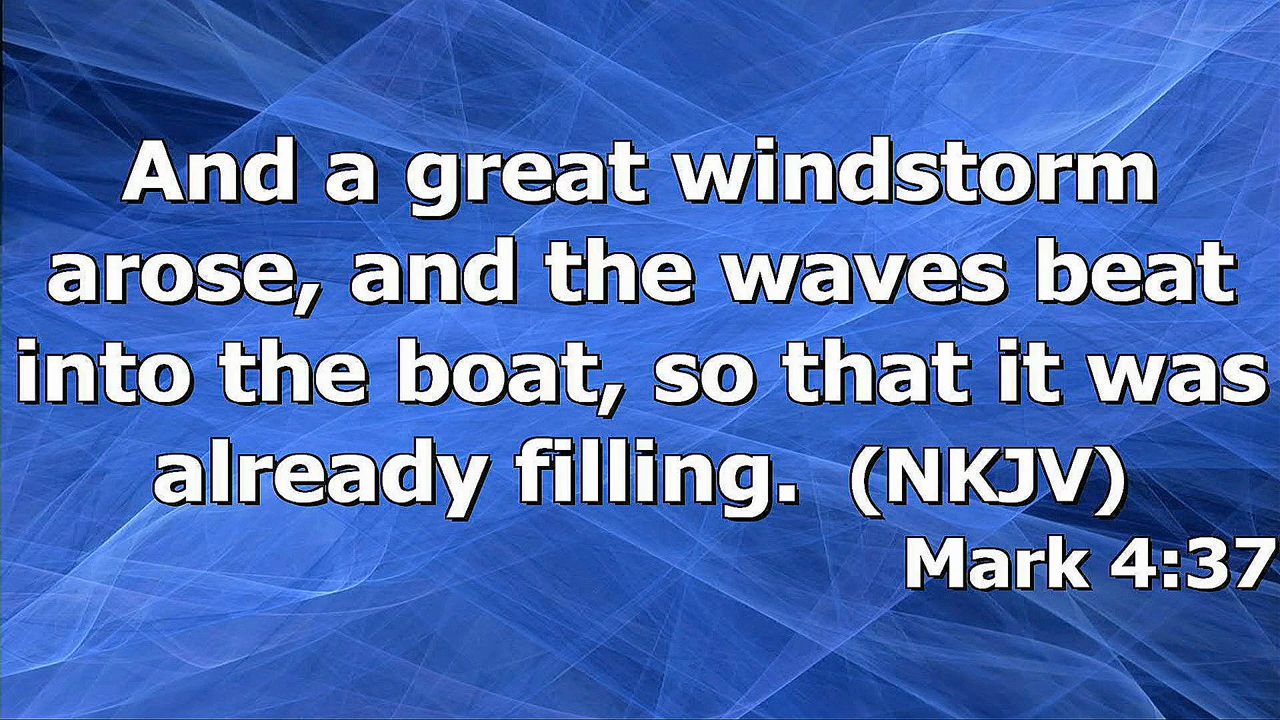 And a great windstorm
arose, and the waves beat
into the boat, so that it was
already filling.  (NKJV)
Mark 4:37